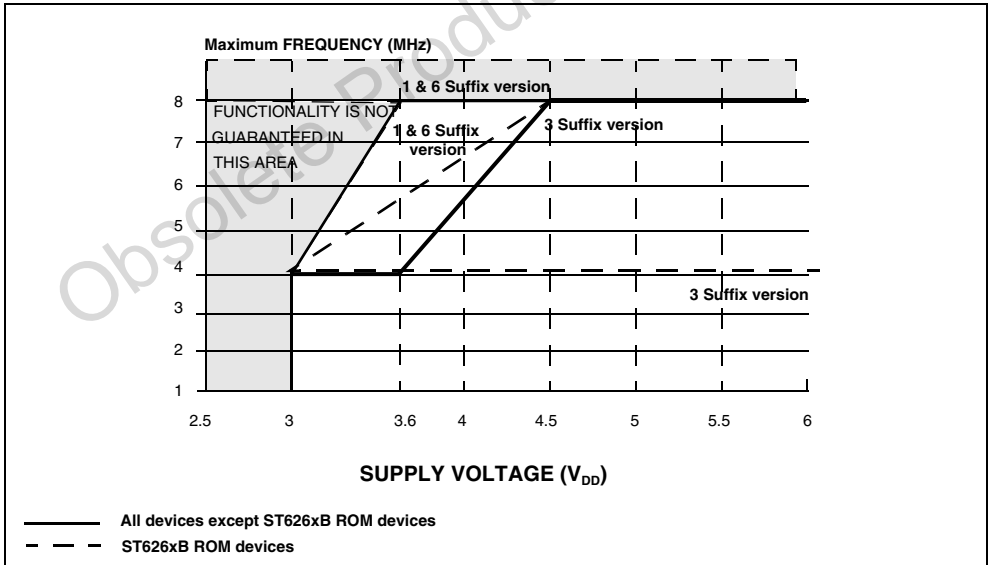 Obsolete Produc
Maximum FREQUENCY (MHz)
1 & 6 Suffix version
8
FUNCTIONALITY IS NOT
1 & 6 Suffix
version
3 Suffix version
7
GUARANTEED IN
THIS AREA
6
5
4
3 Suffix version
3
2
1
2.5 3 3.6 4 4.5 5 5.5 6
SUPPLY VOLTAGE (VDD)
All devices except ST626xB ROM devices
ST626xB ROM devices